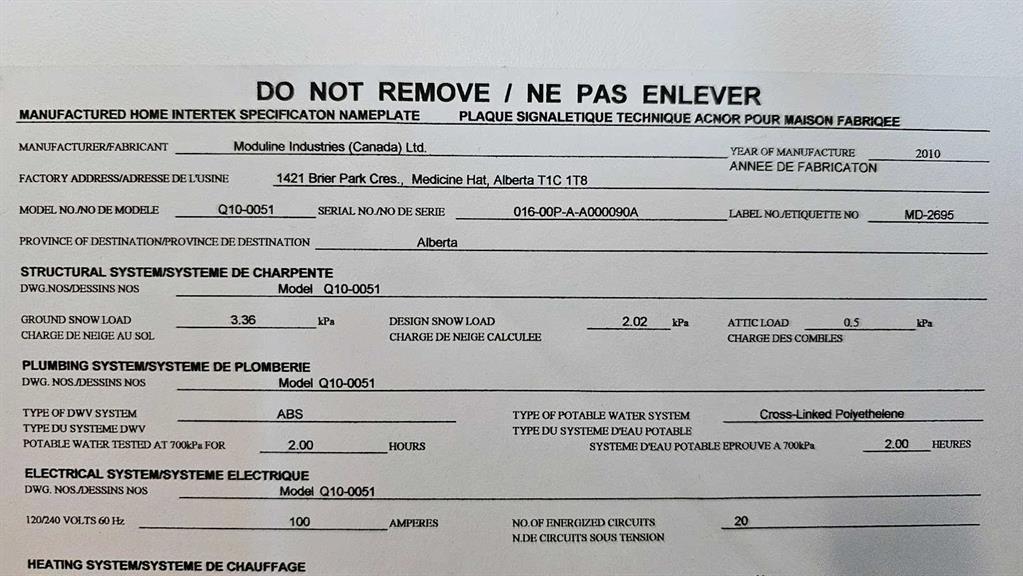 DO NOT REMOVE / NE PAS ENLEVER
MANUFACTURED HOME INTERTEK SPECIFICATON NAMEPLATE PLAQUE SIGNALETIQUE TECHNIQUE ACNOR POUR MAISON FABRIQEE
MANUFACTURER/FABRICANT Moduline Industries (Canada) Ltd. YEAR OF MANUFACTURE 2010
ANNEE DE FABRICATON
FACTORY ADDRESS/ADRESSE DE L'USINE 1421 Brier Park Cres., Medicine Hat, Alberta T1C 1T8
MODEL NO./NO DE MODELE Q10-0051 SERIAL NO./NO DE SERIE 016-00P-A-A000090A LABEL NO./ETIQUETTE NO MD-2695
PROVINCE OF DESTINATION/PROVINCE DE DESTINATION Alberta
STRUCTURAL SYSTEM/SYSTEME DE CHARPENTE
DWG.NOS/DESSINS NOS Model Q10-0051
GROUND SNOW LOAD 3.36 kPa DESIGN SNOW LOAD 2.02 kPa ATTIC LOAD 0.5 kPa
CHARGE DE NEIGE AU SOL CHARGE DE NEIGE CALCULEE CHARGE DES COMBLES
PLUMBING SYSTEM/SYSTEME DE PLOMBERIE
DWG. NOS./DESSINS NOS Model Q10-0051
TYPE OF DWV SYSTEM ABS TYPE OF POTABLE WATER SYSTEM Cross-Linked Polyethelene
TYPE DU SYSTEME DWV TYPE DU SYSTEME D'EAU POTABLE
POTABLE WATER TESTED AT 700kPa FOR 2.00 HOURS SYSTEME D'EAU POTABLE EPROUVE A 700kPa 2.00 HEURES
ELECTRICAL SYSTEM/SYSTEME ELECTRIQUE
DWG. NOS/DESSINS NOS Model Q10-0051
120/240 VOLTS 60 Hz 100 AMPERES NO.OF ENERGIZED CIRCUITS 20
N.DE CIRCUITS SOUS TENSION
HEATING SYSTEM/SYSTEME DE CHAUFFAGE